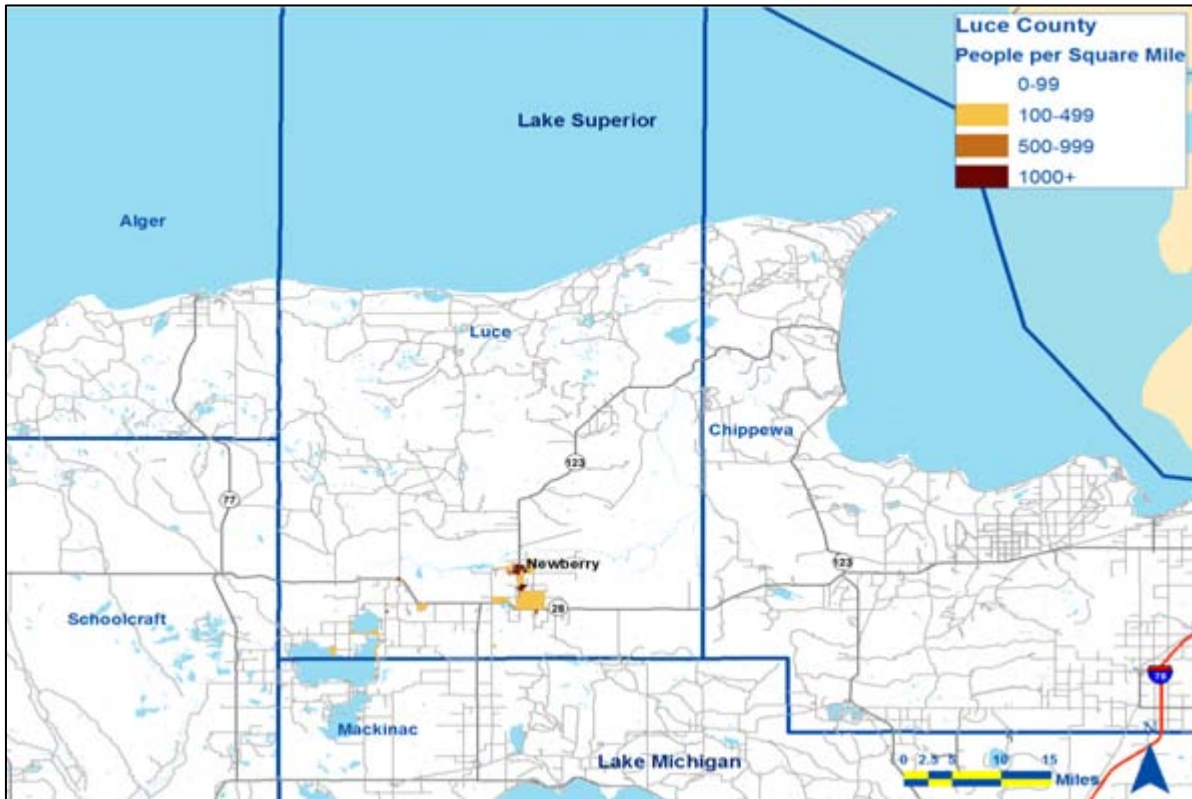 Luce County
People per Square Mile
0-99
100-499
500-999
1000+
Lake Superior
Alger
Luce
Chippewa
123
77
Newberry
123
28
Schoolcraft
75
Mackinac
Lake Michigan
N
0 2.5 5 10 15
Miles